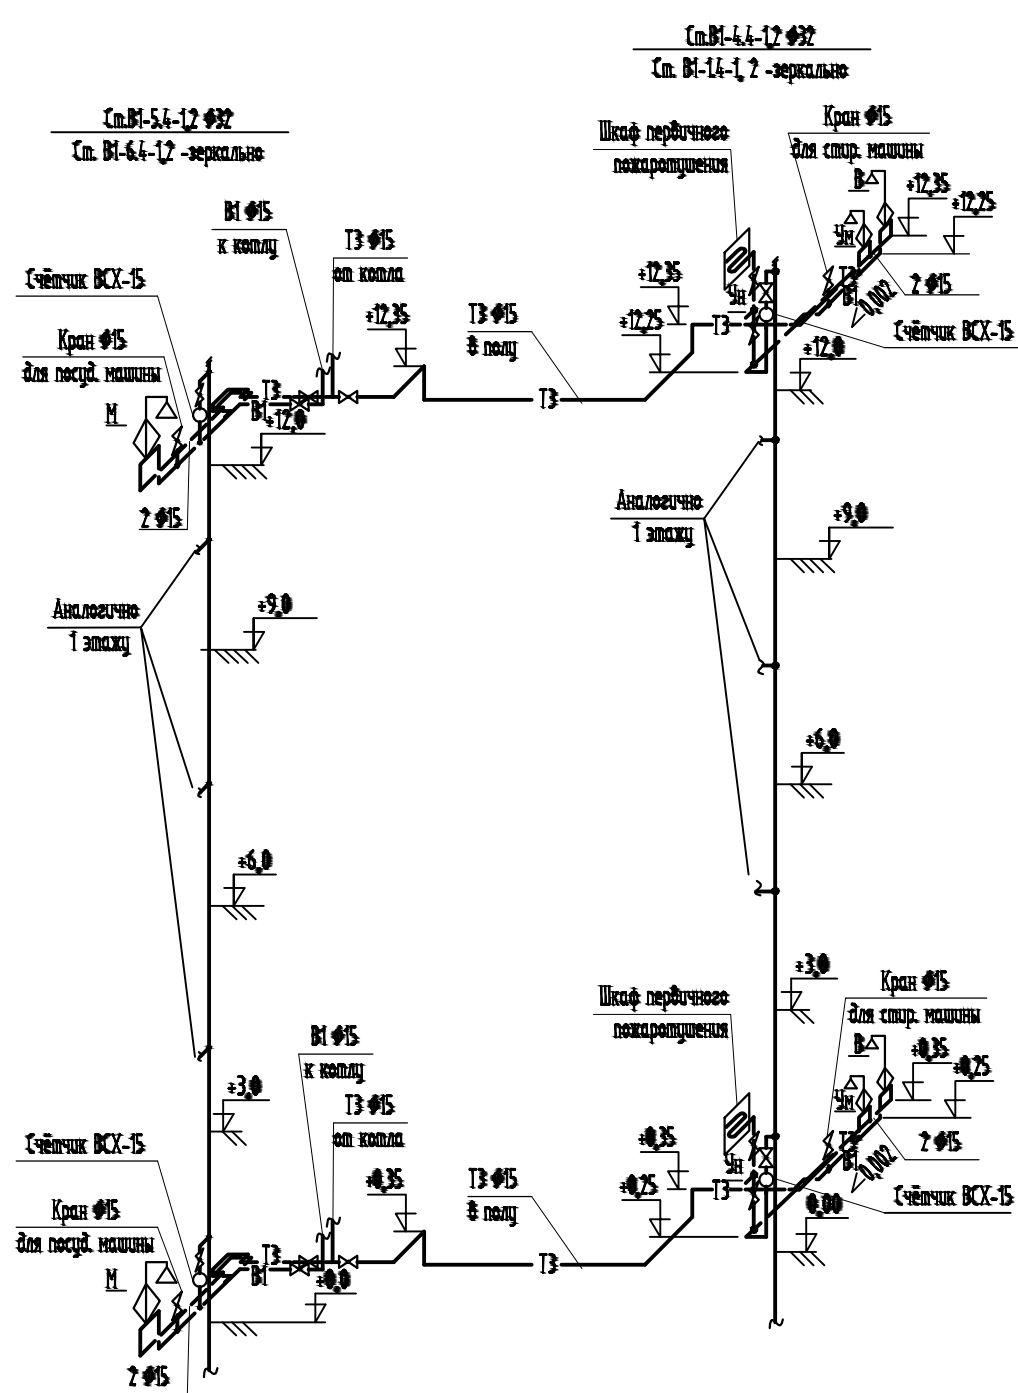 Ст.В1-4.4-1,2 Ф32
Ст. В1-1.4-1, 2 -зеркально
Ст.В1-5.4-1,2 Ф32
Ст. В1-6.4-1,2 -зеркально
Шкаф первичного
пожаротушения
Кран Ф15
для стир. машины
В
+12,35
+12,25
Ум
В1 Ф15
к котлу
Т3 Ф15
от котла
+12,35
Т3 Ф15
в полу
+12,35
+12,25
Ун
Т3
Т3
В1
0,002
2 Ф15
Счётчик ВСХ-15
+12,0
Счётчик ВСХ-15
Кран Ф15
для посуд. машины
М
Т3
В1
+12,0
Т3
2 Ф15
Аналогично
1 этажу
+9,0
Аналогично
1 этажу
+9,0
+6,0
+6,0
+3,0
Шкаф первичного
пожаротушения
Кран Ф15
для стир. машины
В
+0,35
+0,25
Ум
В1 Ф15
к котлу
+3,0
Т3 Ф15
от котла
+0,35
Т3 Ф15
в полу
+0,35
+0,25
Ун
Т3
Т3
В1
0,002
2 Ф15
Счётчик ВСХ-15
0,00
Счётчик ВСХ-15
Кран Ф15
для посуд. машины
М
Т3
В1
+0,0
Т3
2 Ф15